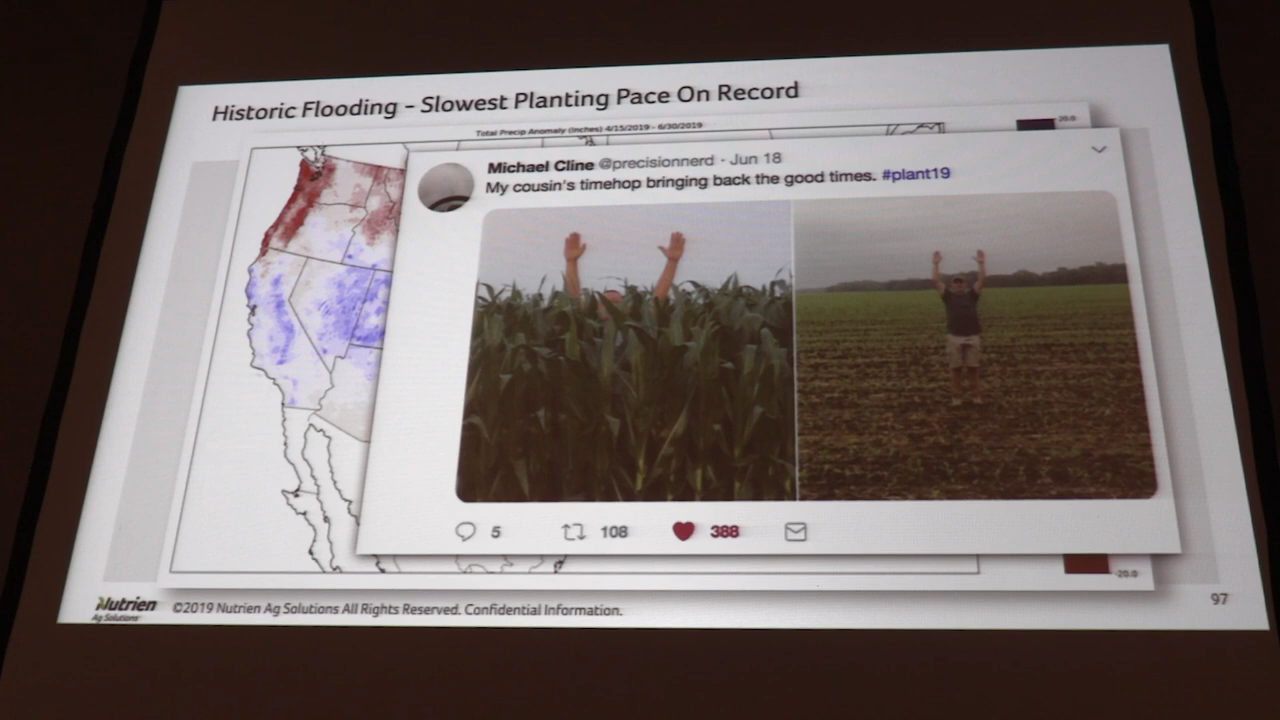 Historic Flooding – Slowest Planting Pace On Record
Total Precip Anomaly (inches) 4/15/2019 - 6/30/2019
20.0
Michael Cline @precisionnerd · Jun 18
My cousin's timehop bringing back the good times. #plant19
5
108
388
-20.0
97
Nutrien
Ag Solutions
©2019 Nutrien Ag Solutions All Rights Reserved. Confidential Information.